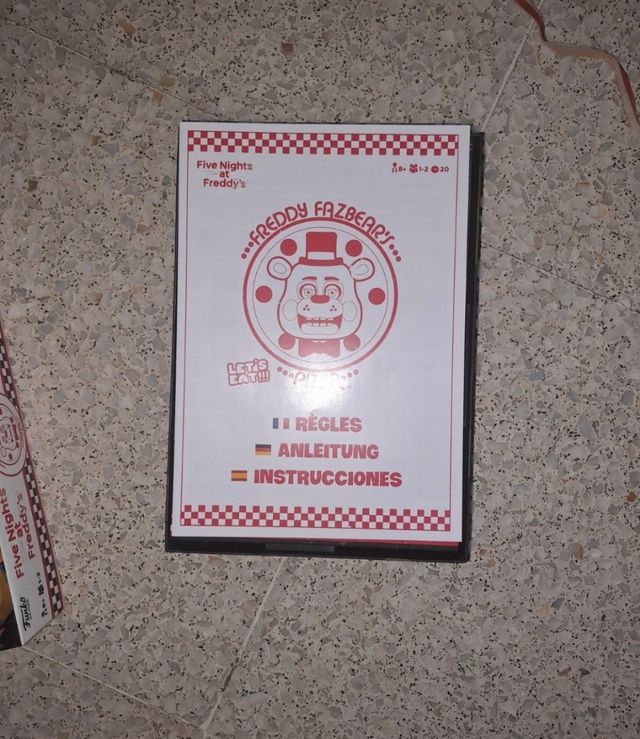 Five Nights
at
Freddy's
8+ 1-2 20
FREDDY FAZBEAR'S
PIZZA
LET'S
EAT!!!
RÈGLES
ANLEITUNG
INSTRUCCIONES
Five Nights
at
Freddy's
Funko